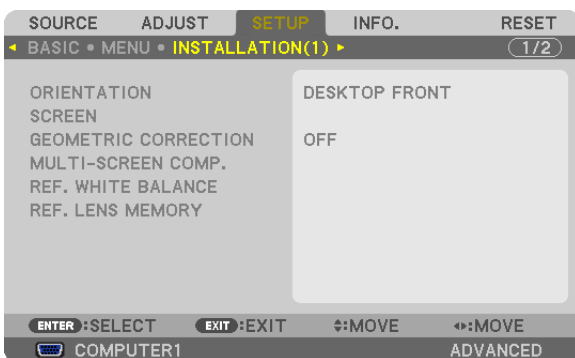 SOURCE ADJUST SETUP INFO. RESET
BASIC • MENU • INSTALLATION(1) 1/2
ORIENTATION DESKTOP FRONT
SCREEN
GEOMETRIC CORRECTION OFF
MULTI-SCREEN COMP.
REF. WHITE BALANCE
REF. LENS MEMORY
ENTER :SELECT EXIT :EXIT :MOVE :MOVE
COMPUTER1 ADVANCED